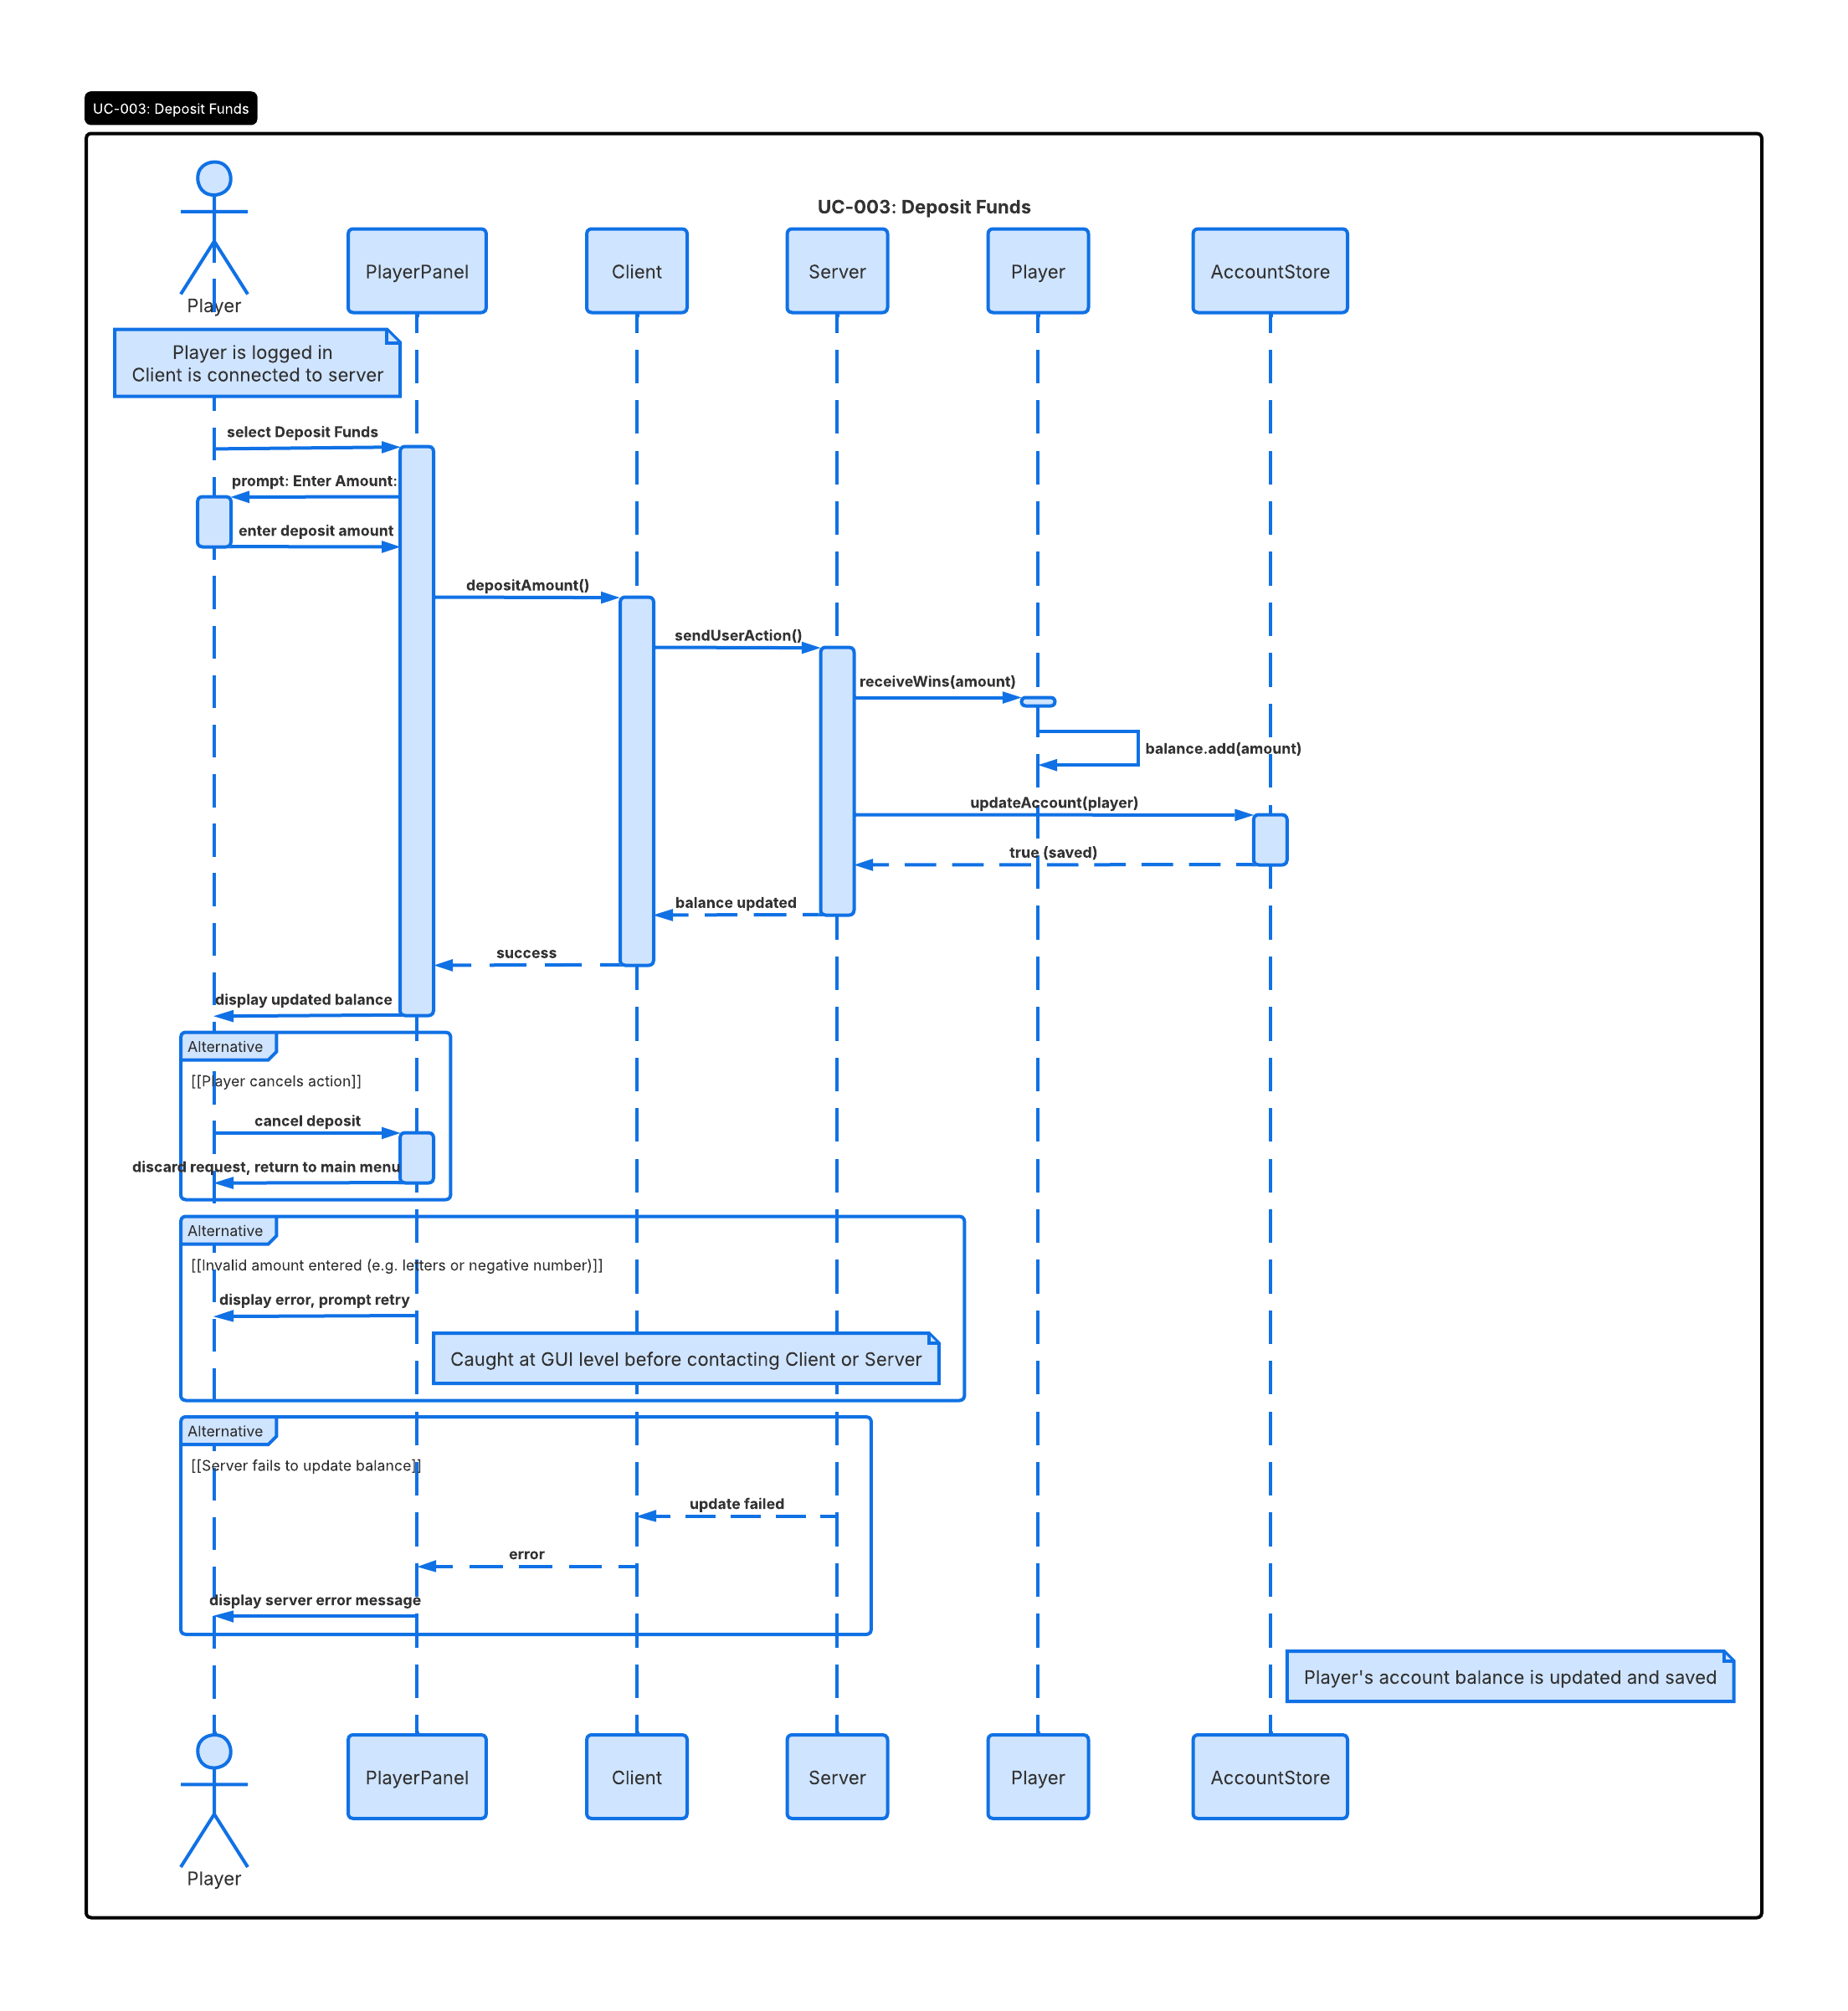 UC-003: Deposit Funds
UC-003: Deposit Funds
Player
PlayerPanel
Client
Server
Player
AccountStore
Player is logged in
Client is connected to server
select Deposit Funds
prompt: Enter Amount:
enter deposit amount
depositAmount()
sendUserAction()
receiveWins(amount)
balance.add(amount)
updateAccount(player)
true (saved)
balance updated
success
display updated balance
Alternative
[[Player cancels action]]
cancel deposit
discard request, return to main menu
Alternative
[[Invalid amount entered (e.g. letters or negative number)]]
display error, prompt retry
Caught at GUI level before contacting Client or Server
Alternative
[[Server fails to update balance]]
update failed
error
display server error message
Player's account balance is updated and saved
PlayerPanel
Client
Server
Player
AccountStore
Player